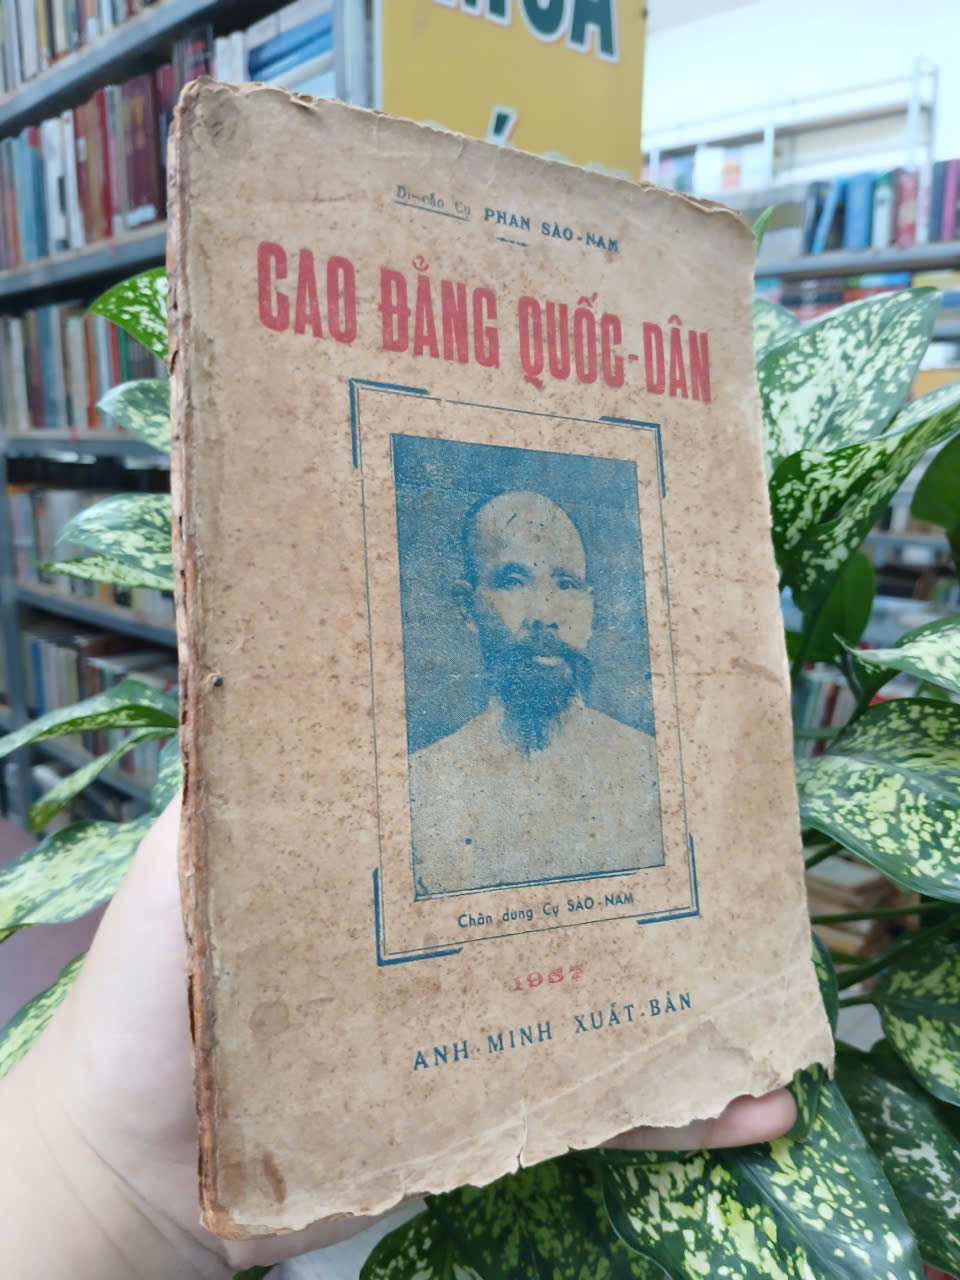 Di-cảo Cụ PHAN SÀO-NAM
CAO ĐẲNG QUỐC-DÂN
Chân dung Cụ SÀO-NAM
1957
ANH-MINH XUẤT-BẢN